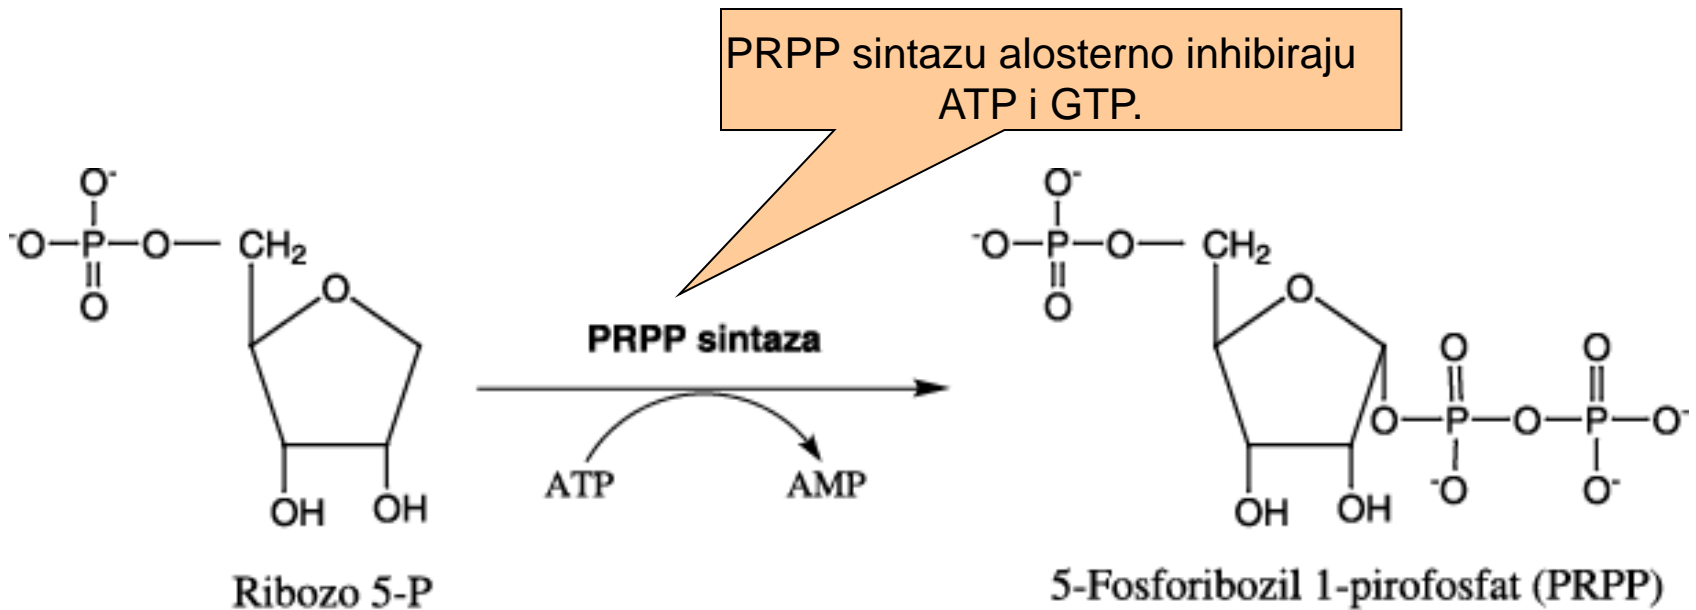 PRPP sintazu alosterno inhibiraju
ATP i GTP.
O-
-O-P-O-CH2
O
O
OH OH
Ribozo 5-P
PRPP sintaza
ATP AMP
O-
-O-P-O-CH2
O
O
O O
O-P-O-P-O-
-O O-
OH OH
5-Fosforibozil 1-pirofosfat (PRPP)